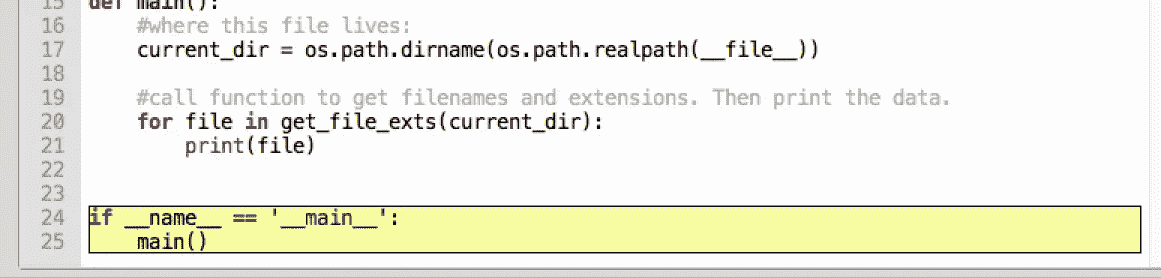 15 def main():
16     #where this file lives:
17     current_dir = os.path.dirname(os.path.realpath(__file__))
18
19     #call function to get filenames and extensions. Then print the data.
20     for file in get_file_exts(current_dir):
21         print(file)
22
23
24 if __name__ == '__main__':
25     main()